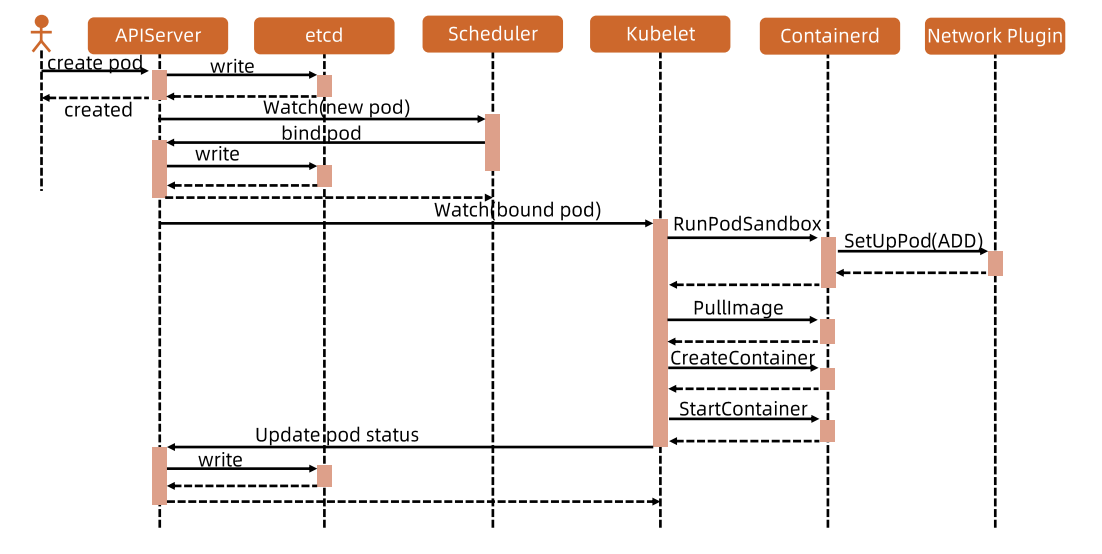 APIServer
etcd
Scheduler
Kubelet
Containerd
Network Plugin
create pod
write
created
Watch(new pod)
bind pod
write
Watch(bound pod)
RunPodSandbox
SetUpPod(ADD)
PullImage
CreateContainer
StartContainer
Update pod status
write